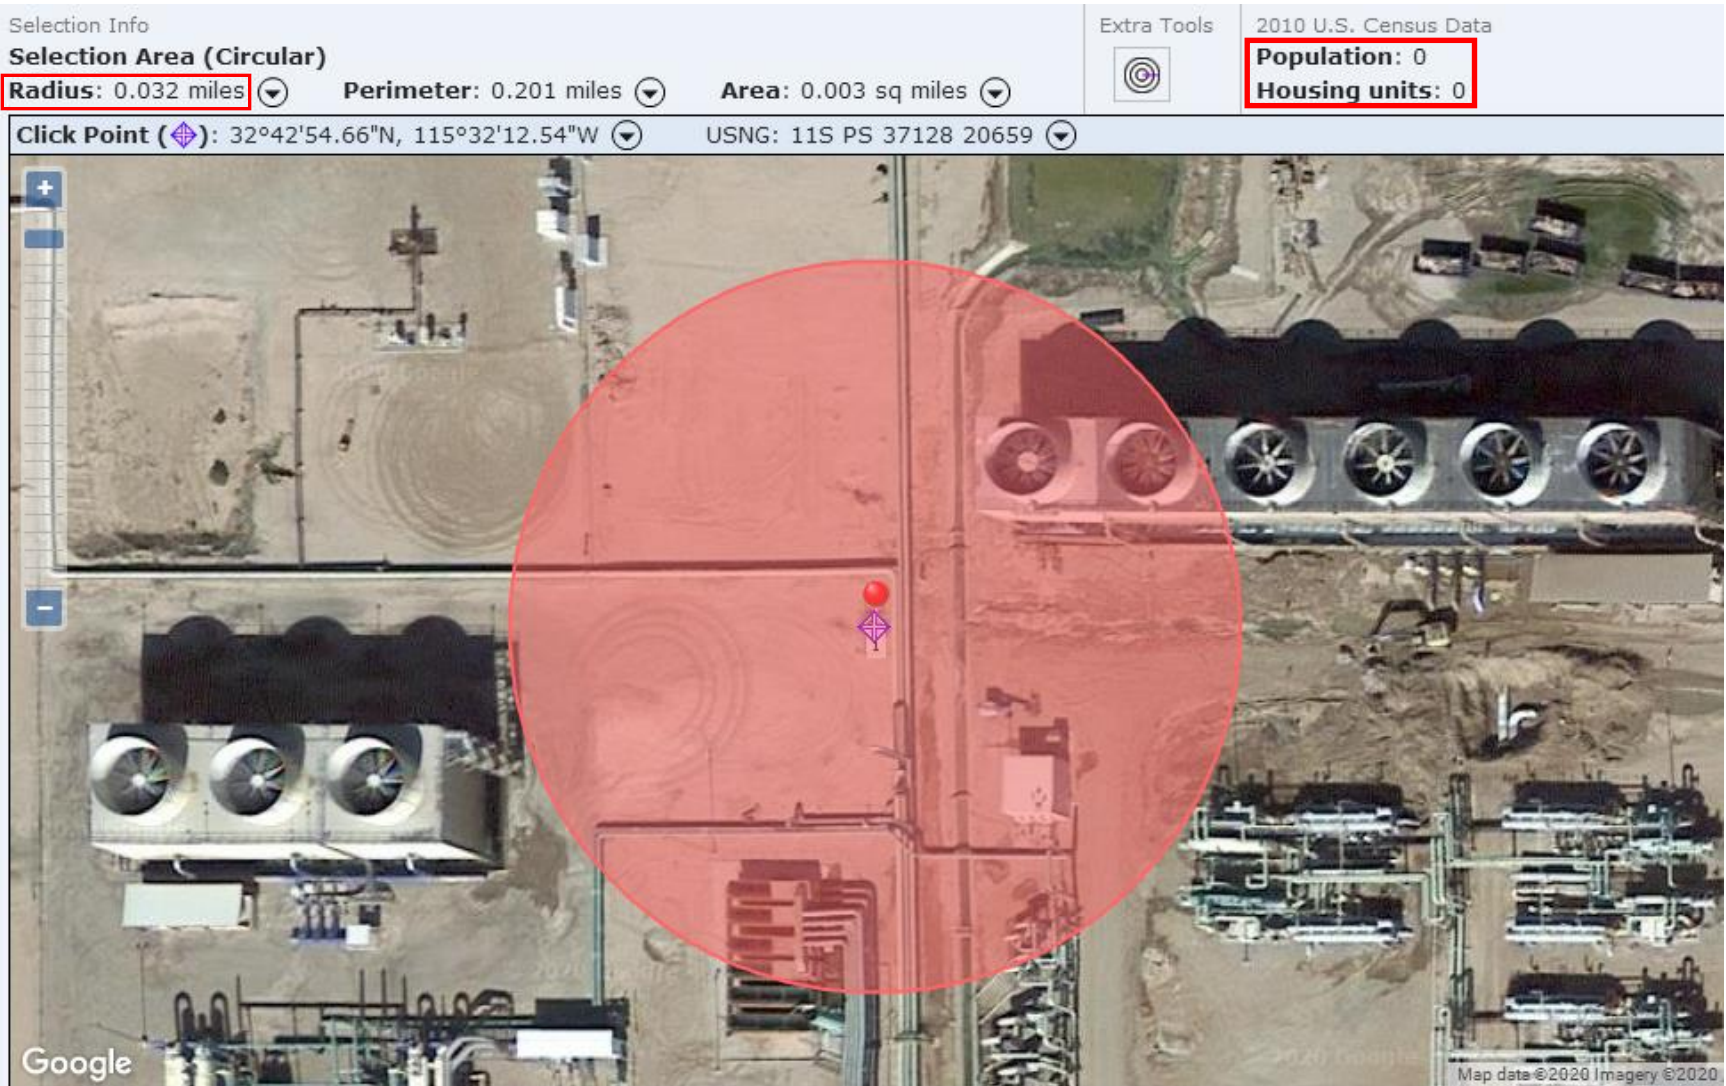 Selection Info
Selection Area (Circular)
Radius: 0.032 miles
Perimeter: 0.201 miles
Area: 0.003 sq miles
Extra Tools
2010 U.S. Census Data
Population: 0
Housing units: 0
Click Point ( ): 32°42'54.66"N, 115°32'12.54"W
USNG: 11S PS 37128 20659
+
1
−
Google
Map data ©2020 Imagery ©2020